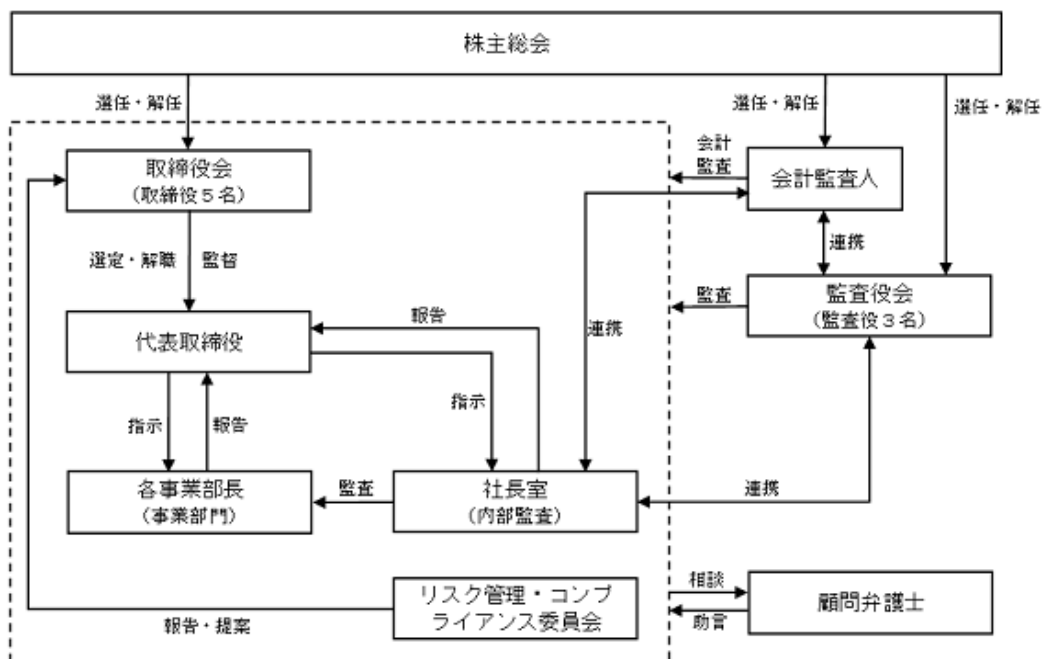 株主総会
選任・解任
選任・解任
選任・解任
会計
監査
取締役会
（取締役５名）
会計監査人
選定・解職
監督
連携
監査
監査役会
（監査役３名）
代表取締役
報告
連携
指示
報告
指示
各事業部長
（事業部門）
監査
社長室
（内部監査）
連携
リスク管理・コンプ
ライアンス委員会
報告・提案
相談
助言
顧問弁護士